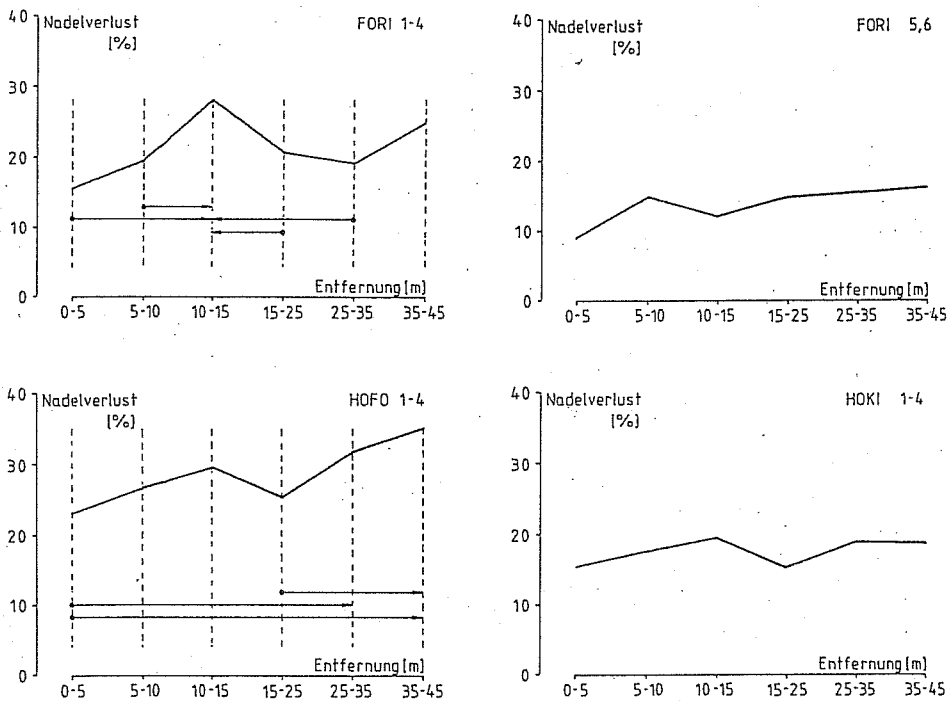 40 Nadelverlust FORI 1-4
[%]
30
20
10
Entfernung [m]
0
0-5 5-10 10-15 15-25 25-35 35-45
40 Nadelverlust FORI 5,6
[%]
30
20
10
Entfernung [m]
0
0-5 5-10 10-15 15-25 25-35 35-45
40 Nadelverlust HOFO 1-4
[%]
30
20
10
Entfernung [m]
0
0-5 5-10 10-15 15-25 25-35 35-45
40 Nadelverlust HOKI 1-4
[%]
30
20
10
Entfernung [m]
0
0-5 5-10 10-15 15-25 25-35 35-45